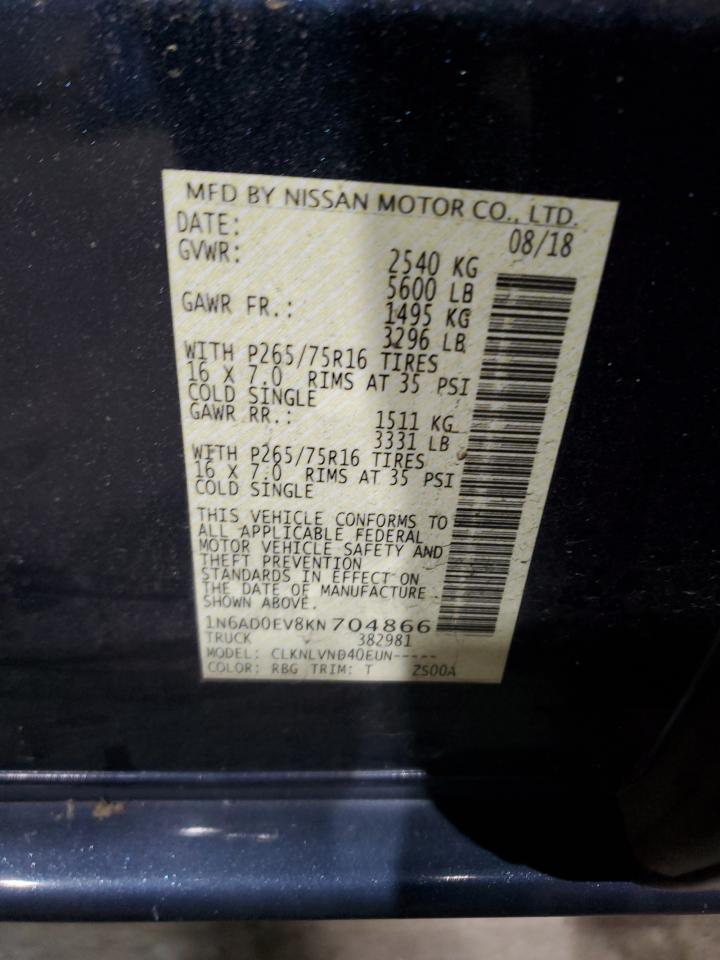 MFD BY NISSAN MOTOR CO., LTD.
DATE: 08/18
GVWR: 2540 KG
5600 LB
GAWR FR.: 1495 KG
3296 LB
WITH P265/75R16 TIRES
16 X 7.0 RIMS AT 35 PSI
COLD SINGLE
GAWR RR.: 1511 KG
3331 LB
WITH P265/75R16 TIRES
16 X 7.0 RIMS AT 35 PSI
COLD SINGLE
THIS VEHICLE CONFORMS TO
ALL APPLICABLE FEDERAL
MOTOR VEHICLE SAFETY AND
THEFT PREVENTION
STANDARDS IN EFFECT ON
THE DATE OF MANUFACTURE
SHOWN ABOVE.
1N6AD0EV8KN704866
TRUCK 382981
MODEL: CLKNLVND40EUN-----
COLOR: RBG TRIM: T ZS00A